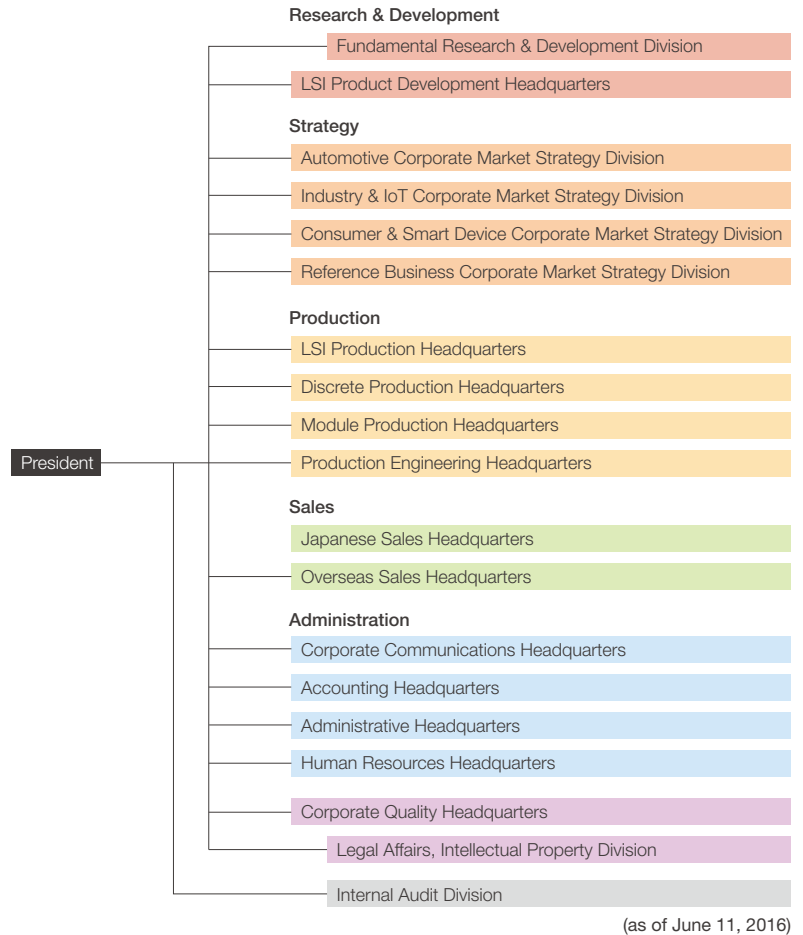 Research & Development
Fundamental Research & Development Division
LSI Product Development Headquarters
Strategy
Automotive Corporate Market Strategy Division
Industry & IoT Corporate Market Strategy Division
Consumer & Smart Device Corporate Market Strategy Division
Reference Business Corporate Market Strategy Division
Production
LSI Production Headquarters
Discrete Production Headquarters
Module Production Headquarters
President
Production Engineering Headquarters
Sales
Japanese Sales Headquarters
Overseas Sales Headquarters
Administration
Corporate Communications Headquarters
Accounting Headquarters
Administrative Headquarters
Human Resources Headquarters
Corporate Quality Headquarters
Legal Affairs, Intellectual Property Division
Internal Audit Division
(as of June 11, 2016)